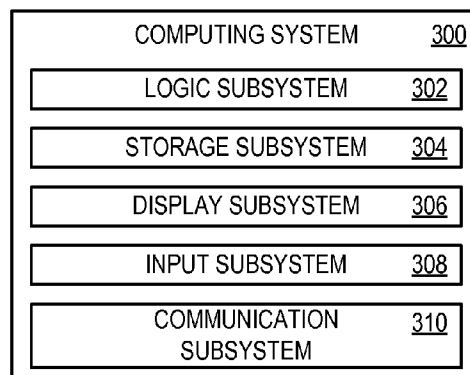 COMPUTING SYSTEM 300
LOGIC SUBSYSTEM 302
STORAGE SUBSYSTEM 304
DISPLAY SUBSYSTEM 306
INPUT SUBSYSTEM 308
COMMUNICATION 310
SUBSYSTEM